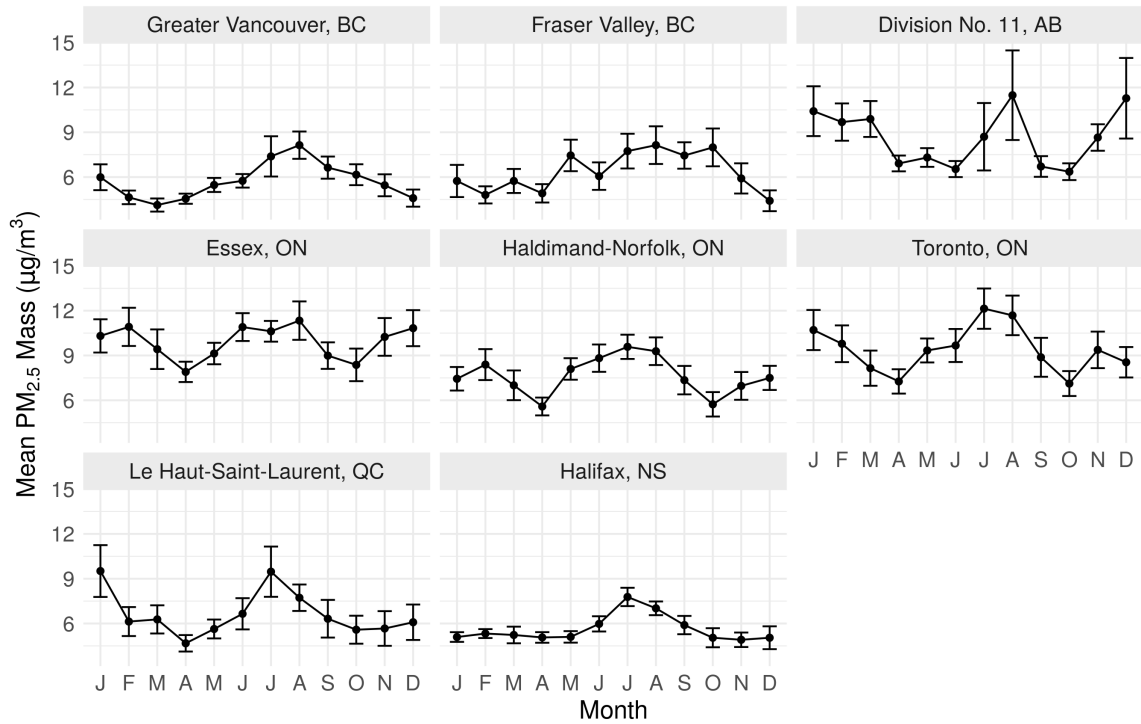 Greater Vancouver, BC Fraser Valley, BC Division No. 11, AB
15
12
9
6
Essex, ON Haldimand-Norfolk, ON Toronto, ON
15
12
9
6
J F M A M J J A S O N D
Le Haut-Saint-Laurent, QC Halifax, NS
15
12
9
6
J F M A M J J A S O N D J F M A M J J A S O N D
Month
Mean PM2.5 Mass (µg/m³)